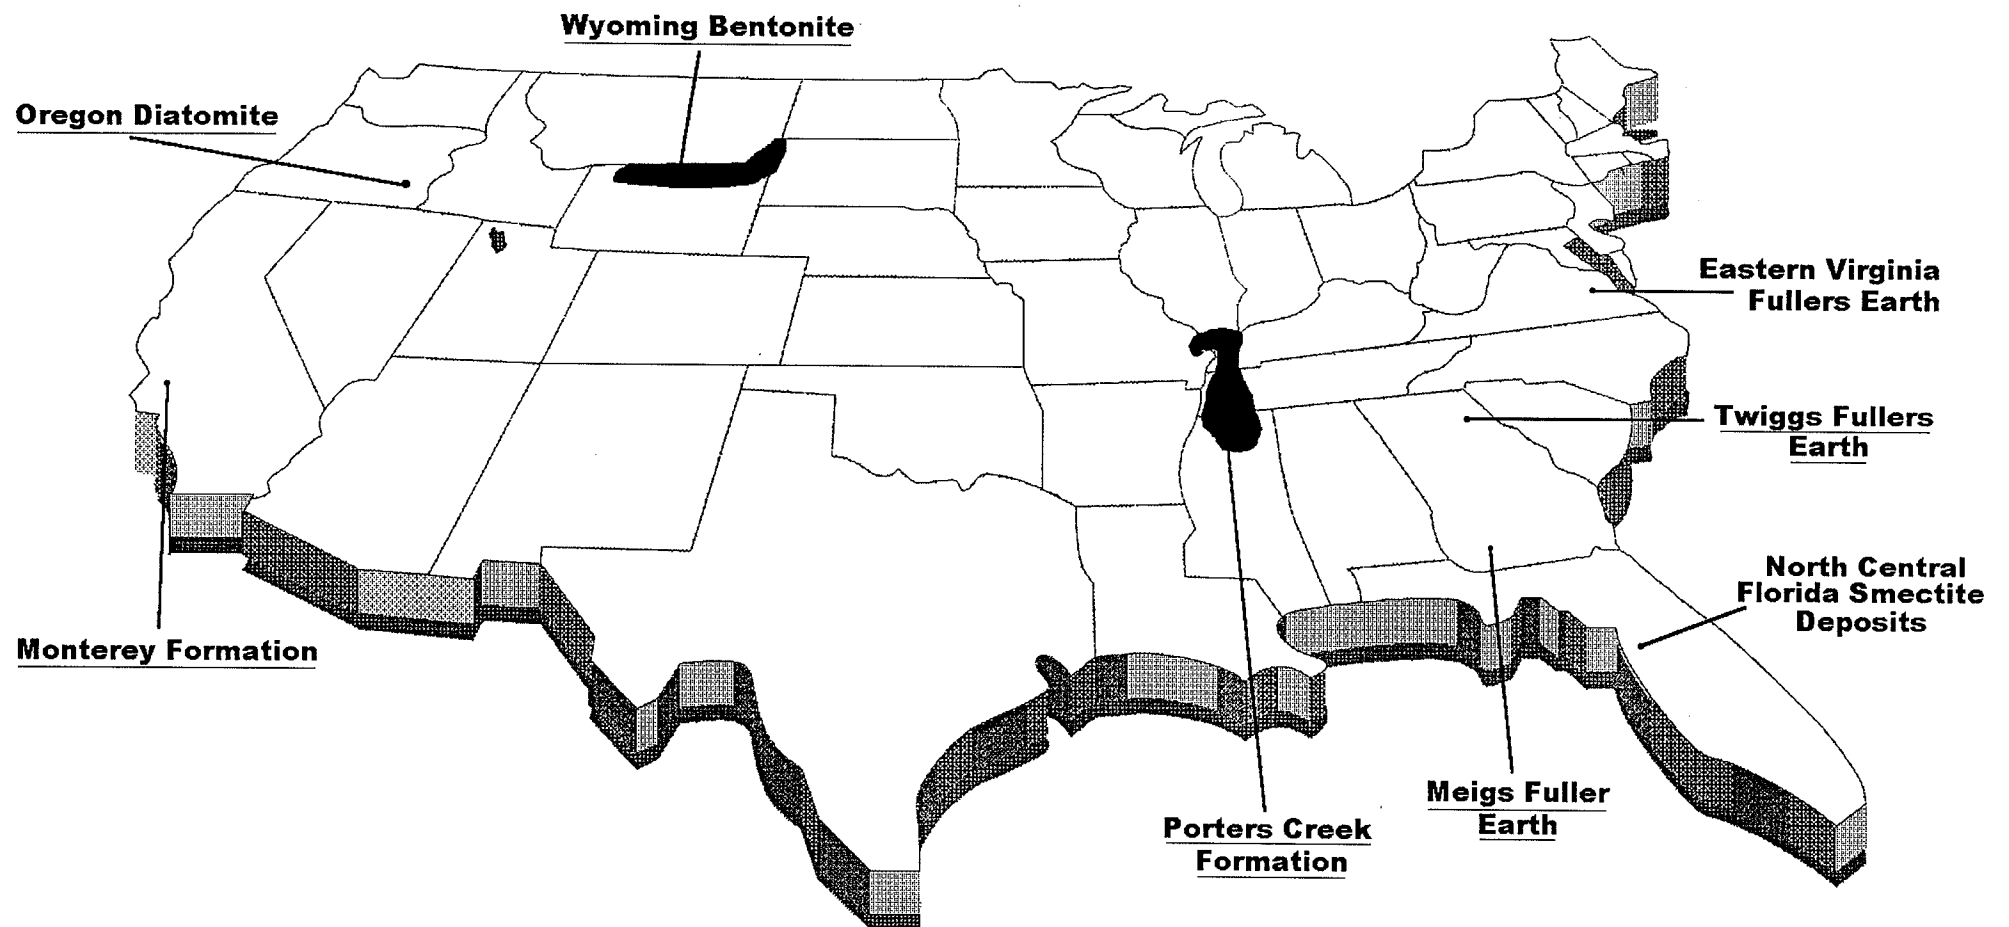 Wyoming Bentonite
Oregon Diatomite
Eastern Virginia
Fullers Earth
Twiggs Fullers
Earth
North Central
Florida Smectite
Deposits
Monterey Formation
Meigs Fuller
Earth
Porters Creek
Formation